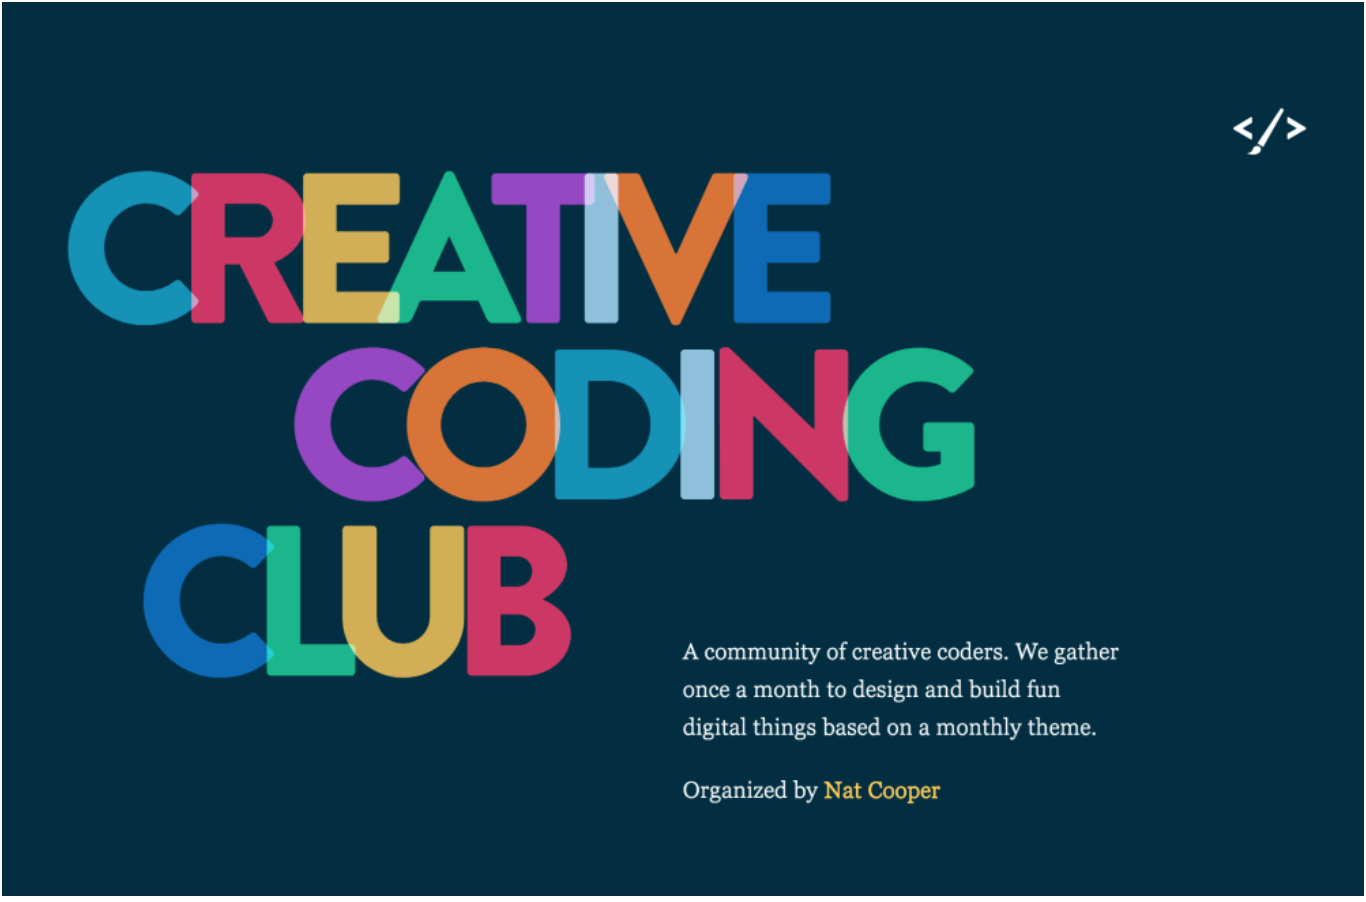 CREATIVE
CODING
CLUB
A community of creative coders. We gather
once a month to design and build fun
digital things based on a monthly theme.
Organized by Nat Cooper